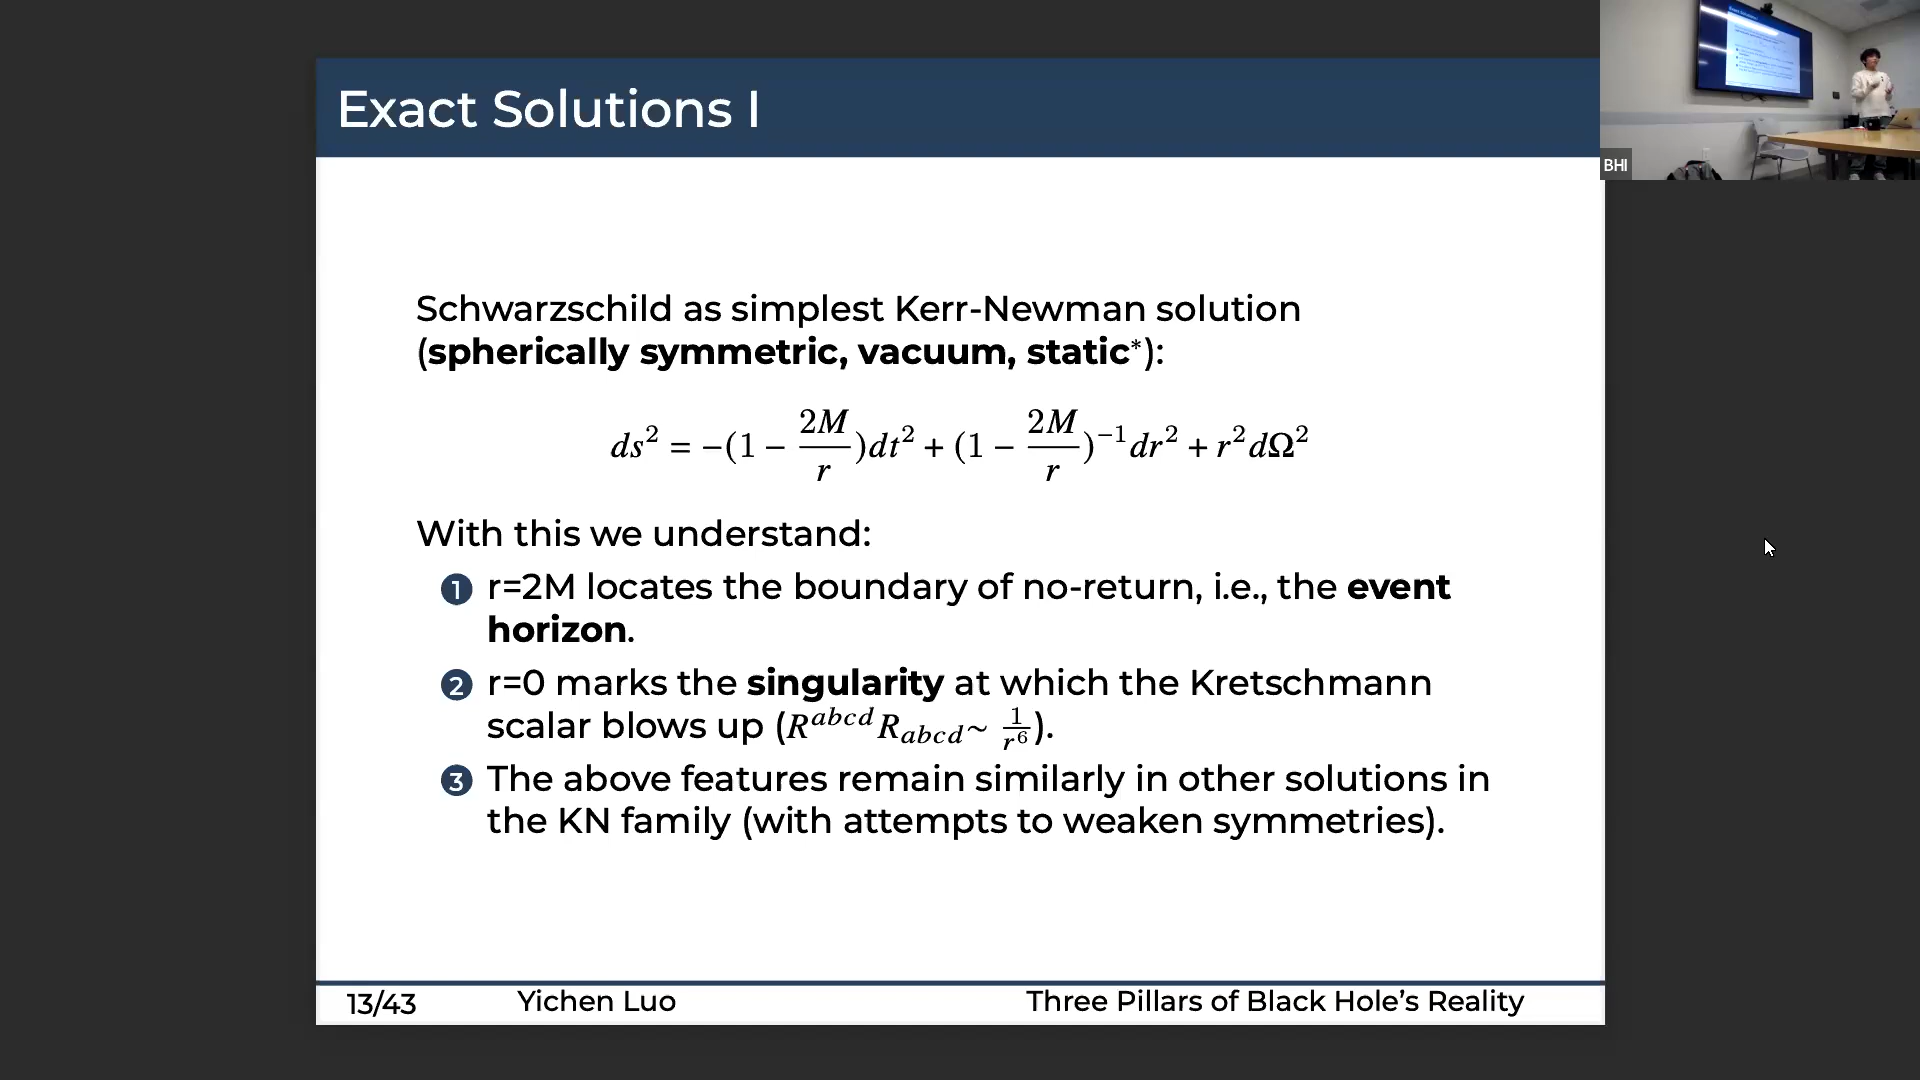 Exact Solutions I
BHI
Schwarzschild as simplest Kerr-Newman solution
(spherically symmetric, vacuum, static*):
ds² = −(1 − 2M/r)dt² + (1 − 2M/r)⁻¹dr² + r²dΩ²
With this we understand:
1 r=2M locates the boundary of no-return, i.e., the event
horizon.
2 r=0 marks the singularity at which the Kretschmann
scalar blows up (R^{abcd}R_{abcd}~ 1/r⁶).
3 The above features remain similarly in other solutions in
the KN family (with attempts to weaken symmetries).
13/43 Yichen Luo Three Pillars of Black Hole’s Reality